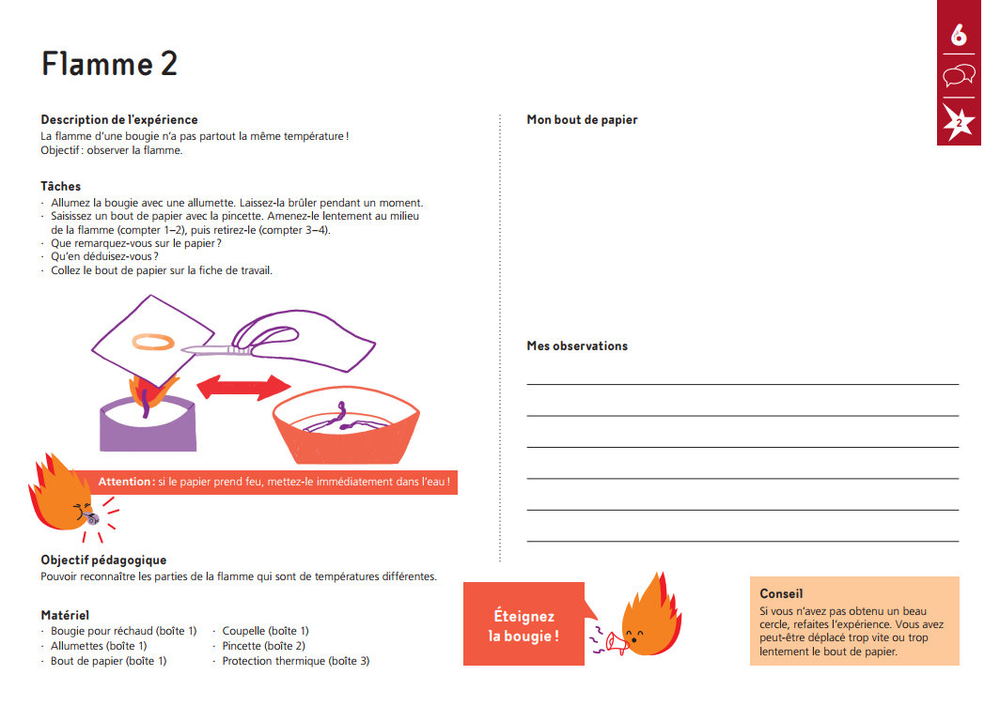 Flamme 2
6
2
Description de l'expérience
La flamme d'une bougie n'a pas partout la même température !
Objectif : observer la flamme.
Tâches
· Allumez la bougie avec une allumette. Laissez-la brûler pendant un moment.
· Saisissez un bout de papier avec la pincette. Amenez-le lentement au milieu
de la flamme (compter 1–2), puis retirez-le (compter 3–4).
· Que remarquez-vous sur le papier ?
· Qu'en déduisez-vous ?
· Collez le bout de papier sur la fiche de travail.
Attention : si le papier prend feu, mettez-le immédiatement dans l'eau !
Objectif pédagogique
Pouvoir reconnaître les parties de la flamme qui sont de températures différentes.
Matériel
· Bougie pour réchaud (boîte 1)
· Allumettes (boîte 1)
· Bout de papier (boîte 1)
· Coupelle (boîte 1)
· Pincette (boîte 2)
· Protection thermique (boîte 3)
Mon bout de papier
Mes observations
Éteignez
la bougie !
Conseil
Si vous n'avez pas obtenu un beau
cercle, refaites l'expérience. Vous avez
peut-être déplacé trop vite ou trop
lentement le bout de papier.